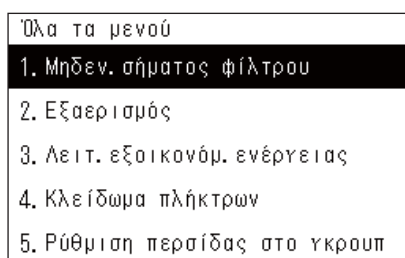 Όλα τα μενού
1. Μηδεν. σήματος φίλτρου
2. Εξαερισμός
3. Λειτ. εξοικονόμ. ενέργειας
4. Κλείδωμα πλήκτρων
5. Ρύθμιση περσίδας στο γκρουπ